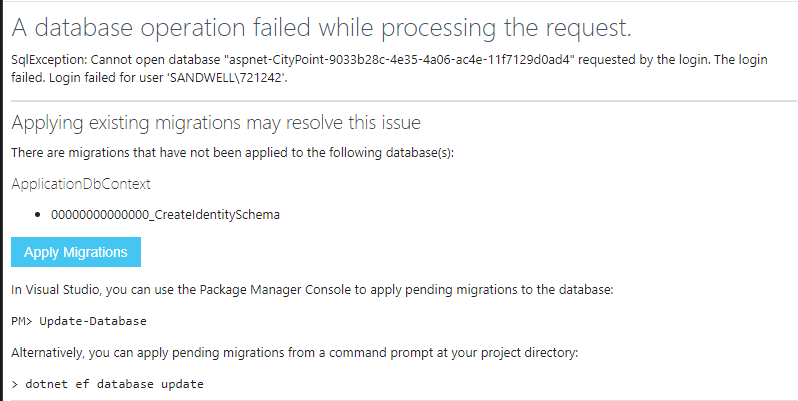 A database operation failed while processing the request.
SqlException: Cannot open database "aspnet-CityPoint-9033b28c-4e35-4a06-ac4e-11f7129d0ad4" requested by the login. The login
failed. Login failed for user 'SANDWELL\721242'.
Applying existing migrations may resolve this issue
There are migrations that have not been applied to the following database(s):
ApplicationDbContext
• 00000000000000_CreateIdentitySchema
Apply Migrations
In Visual Studio, you can use the Package Manager Console to apply pending migrations to the database:
PM> Update-Database
Alternatively, you can apply pending migrations from a command prompt at your project directory:
> dotnet ef database update